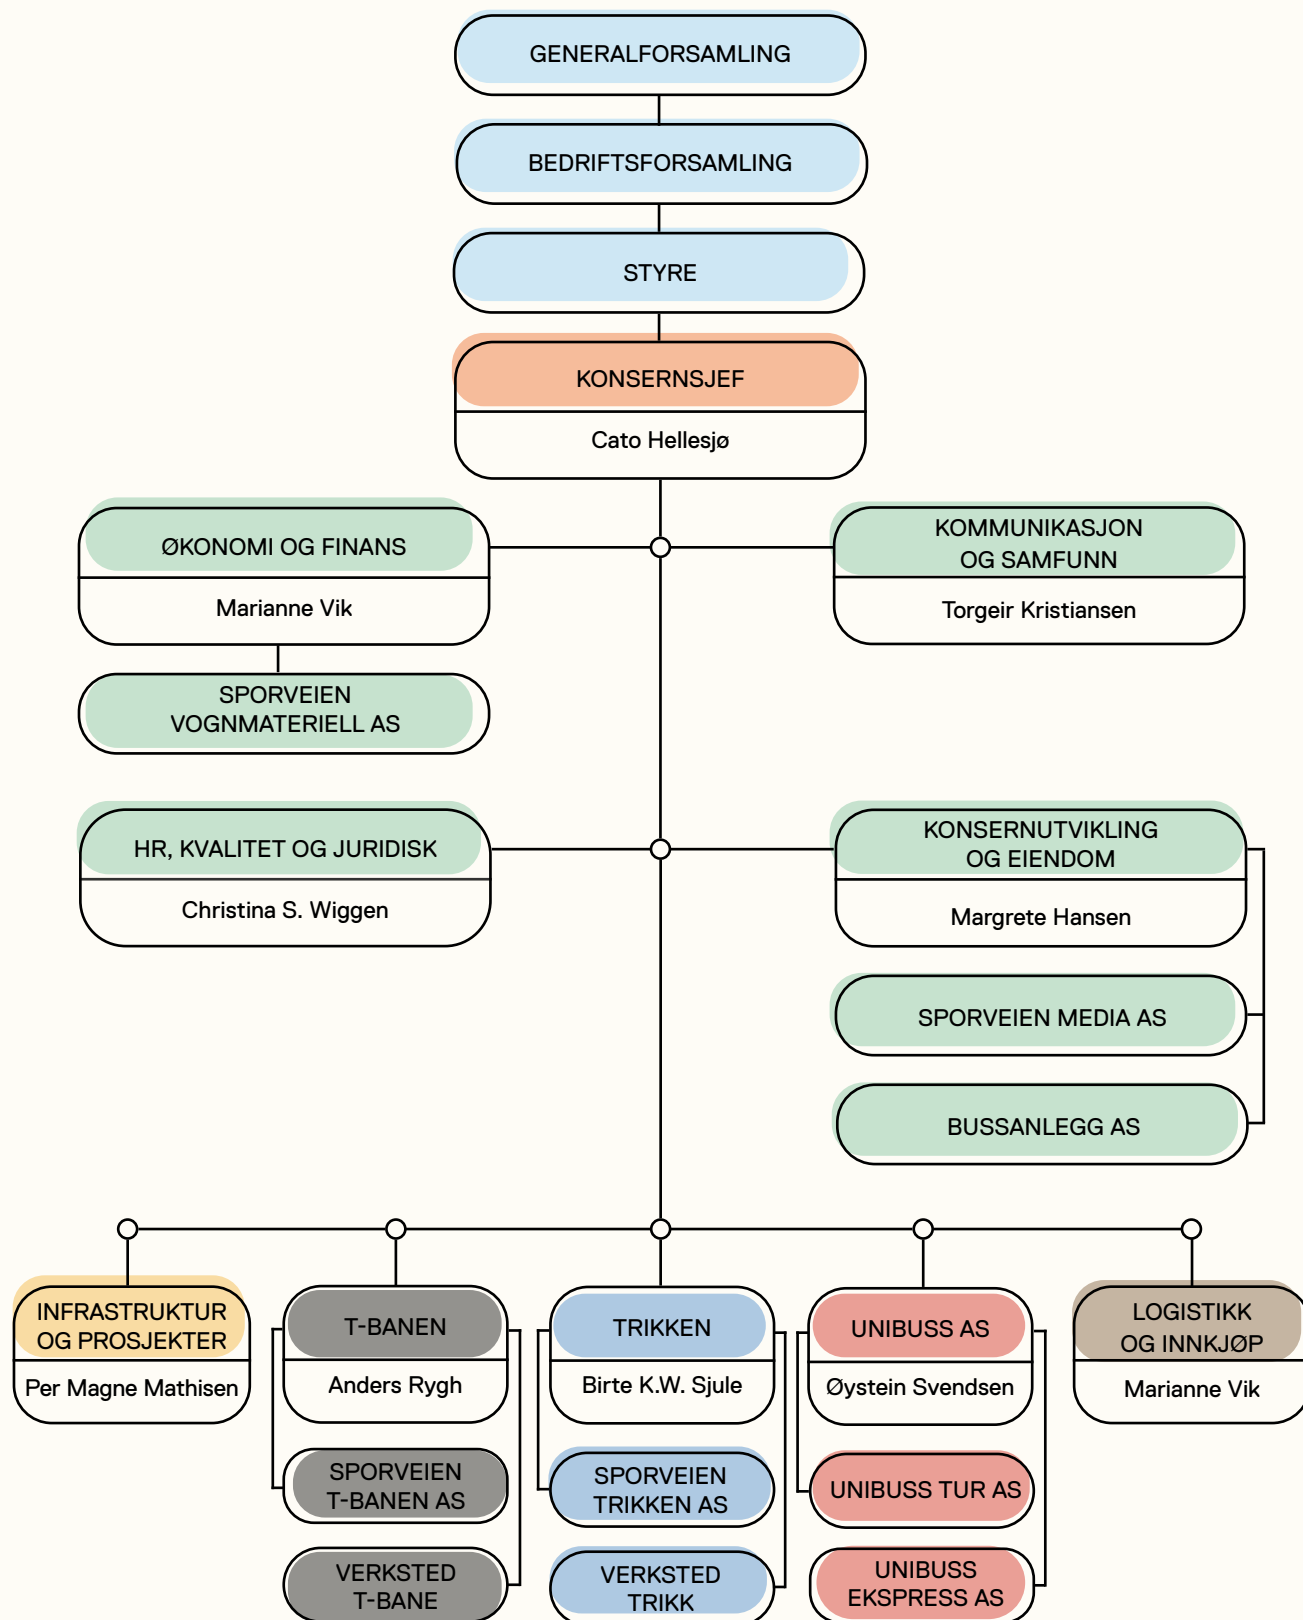 GENERALFORSAMLING
BEDRIFTSFORSAMLING
STYRE
KONSERNSJEF
Cato Hellesjø
ØKONOMI OG FINANS
Marianne Vik
KOMMUNIKASJON
OG SAMFUNN
Torgeir Kristiansen
SPORVEIEN
VOGNMATERIELL AS
HR, KVALITET OG JURIDISK
Christina S. Wiggen
KONSERNUTVIKLING
OG EIENDOM
Margrete Hansen
SPORVEIEN MEDIA AS
BUSSANLEGG AS
INFRASTRUKTUR
OG PROSJEKTER
Per Magne Mathisen
T-BANEN
Anders Rygh
SPORVEIEN
T-BANEN AS
VERKSTED
T-BANE
TRIKKEN
Birte K.W. Sjule
SPORVEIEN
TRIKKEN AS
VERKSTED
TRIKK
UNIBUSS AS
Øystein Svendsen
UNIBUSS TUR AS
UNIBUSS
EKSPRESS AS
LOGISTIKK
OG INNKJØP
Marianne Vik